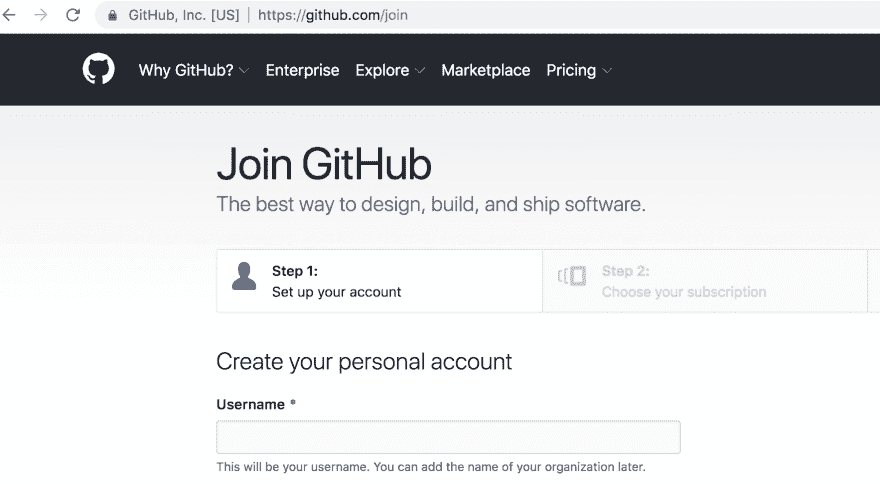 GitHub, Inc. [US] | https://github.com/join
Why GitHub? Enterprise Explore Marketplace Pricing
Join GitHub
The best way to design, build, and ship software.
Step 1:
Set up your account
Step 2:
Choose your subscription
Create your personal account
Username *
This will be your username. You can add the name of your organization later.